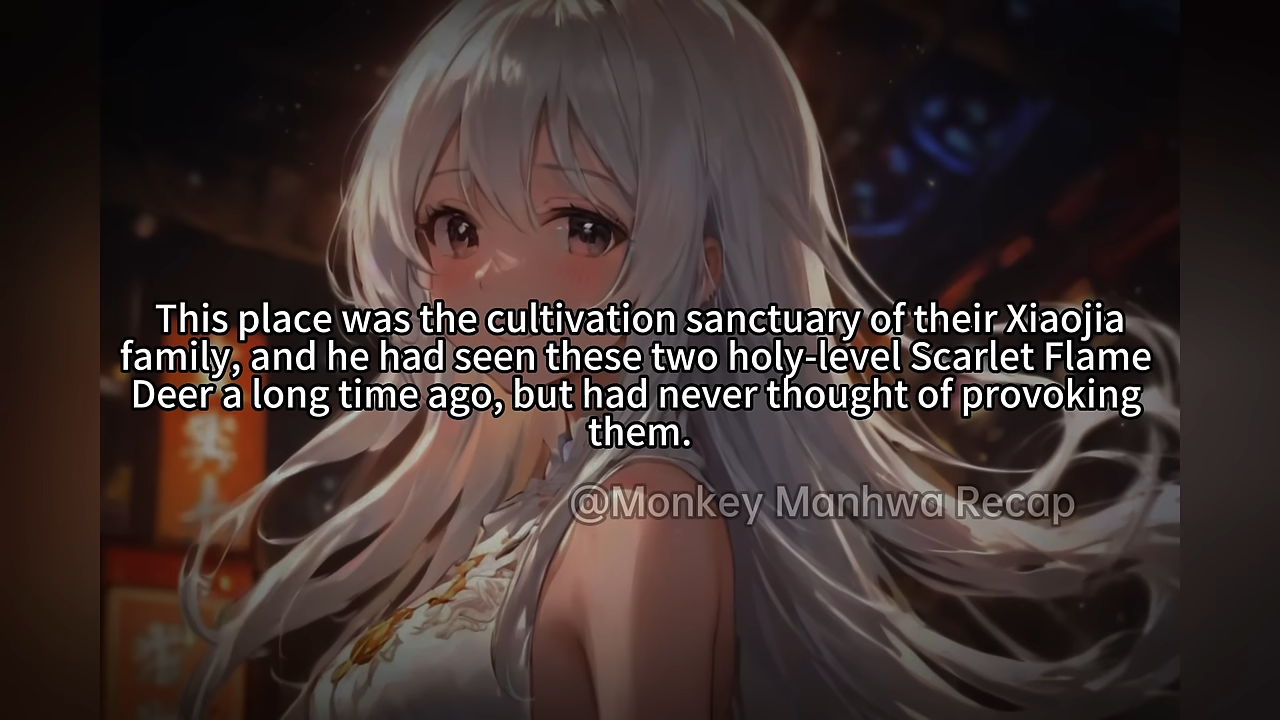 This place was the cultivation sanctuary of their Xiaojia
family, and he had seen these two holy-level Scarlet Flame
Deer a long time ago, but had never thought of provoking
them.
@Monkey Manhwa Recap